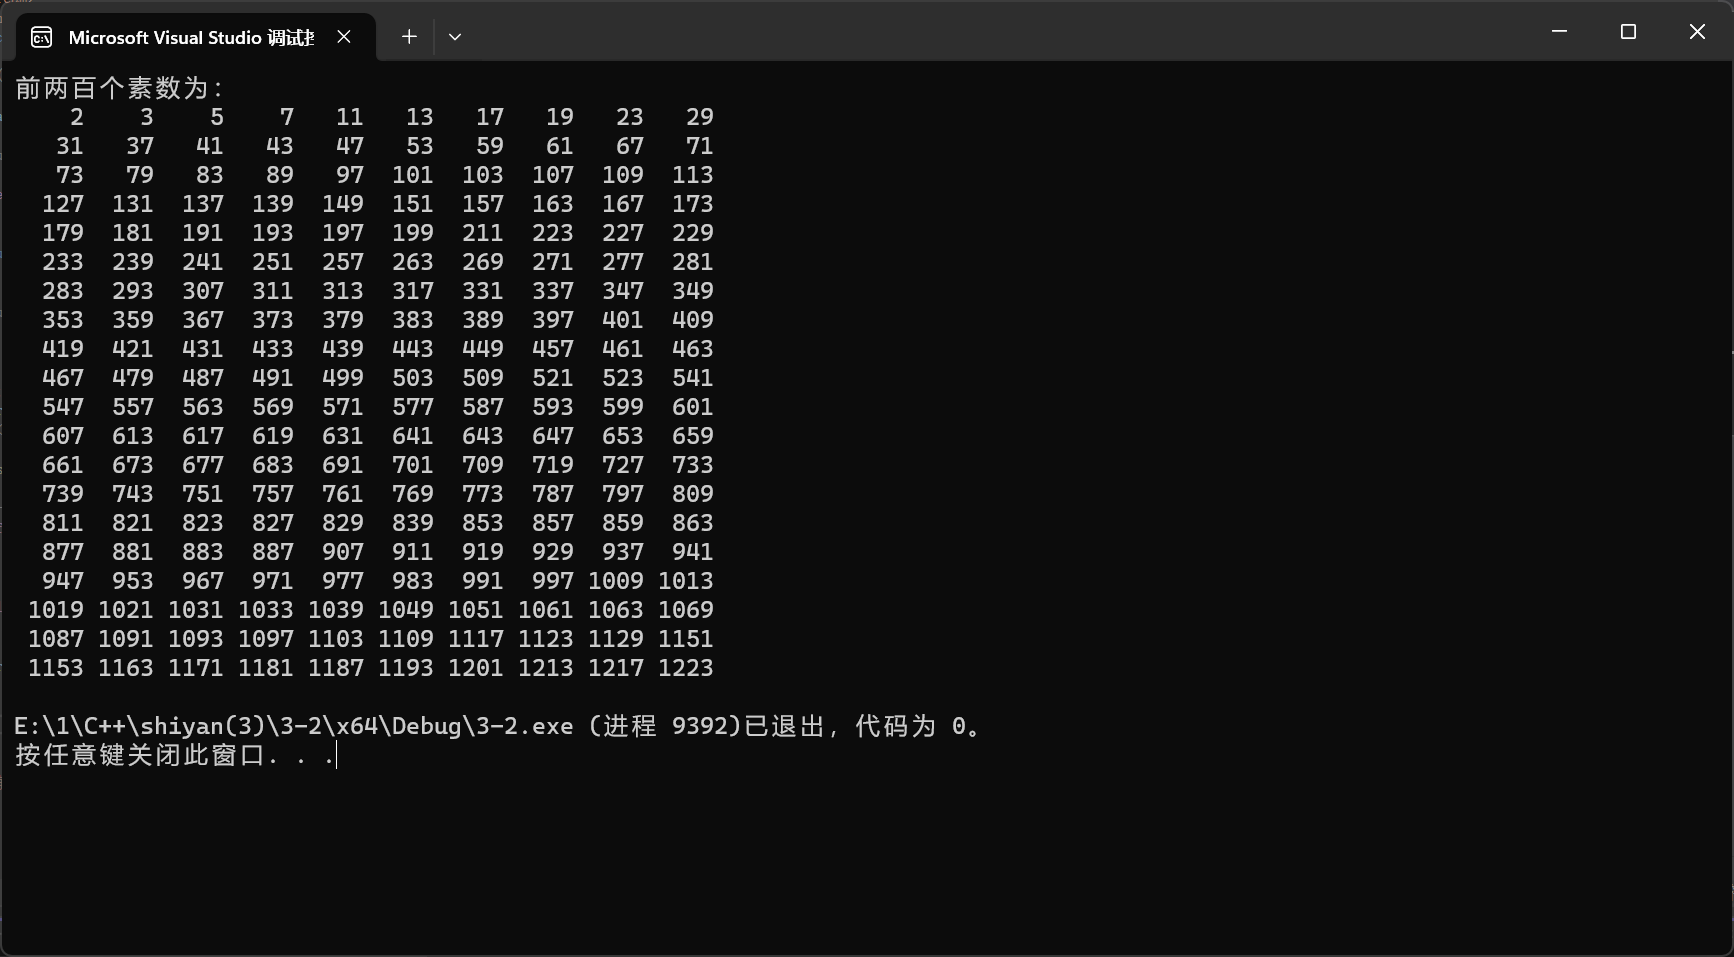 Microsoft Visual Studio 调试
前两百个素数为:
2 3 5 7 11 13 17 19 23 29
31 37 41 43 47 53 59 61 67 71
73 79 83 89 97 101 103 107 109 113
127 131 137 139 149 151 157 163 167 173
179 181 191 193 197 199 211 223 227 229
233 239 241 251 257 263 269 271 277 281
283 293 307 311 313 317 331 337 347 349
353 359 367 373 379 383 389 397 401 409
419 421 431 433 439 443 449 457 461 463
467 479 487 491 499 503 509 521 523 541
547 557 563 569 571 577 587 593 599 601
607 613 617 619 631 641 643 647 653 659
661 673 677 683 691 701 709 719 727 733
739 743 751 757 761 769 773 787 797 809
811 821 823 827 829 839 853 857 859 863
877 881 883 887 907 911 919 929 937 941
947 953 967 971 977 983 991 997 1009 1013
1019 1021 1031 1033 1039 1049 1051 1061 1063 1069
1087 1091 1093 1097 1103 1109 1117 1123 1129 1151
1153 1163 1171 1181 1187 1193 1201 1213 1217 1223
E:\1\C++\shiyan(3)\3-2\x64\Debug\3-2.exe (进程 9392)已退出，代码为 0。
按任意键关闭此窗口. . .